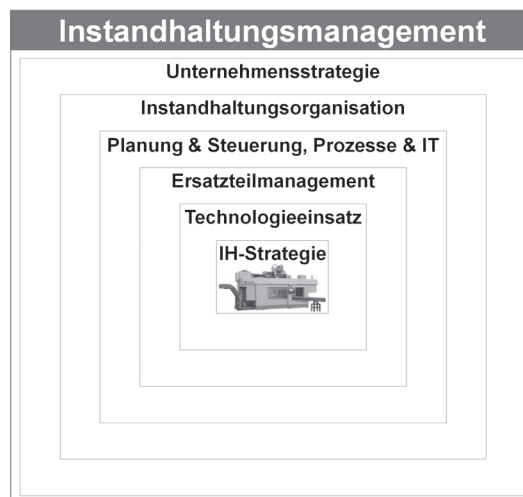 Instandhaltungsmanagement
Unternehmensstrategie
Instandhaltungsorganisation
Planung & Steuerung, Prozesse & IT
Ersatzteilmanagement
Technologieeinsatz
IH-Strategie